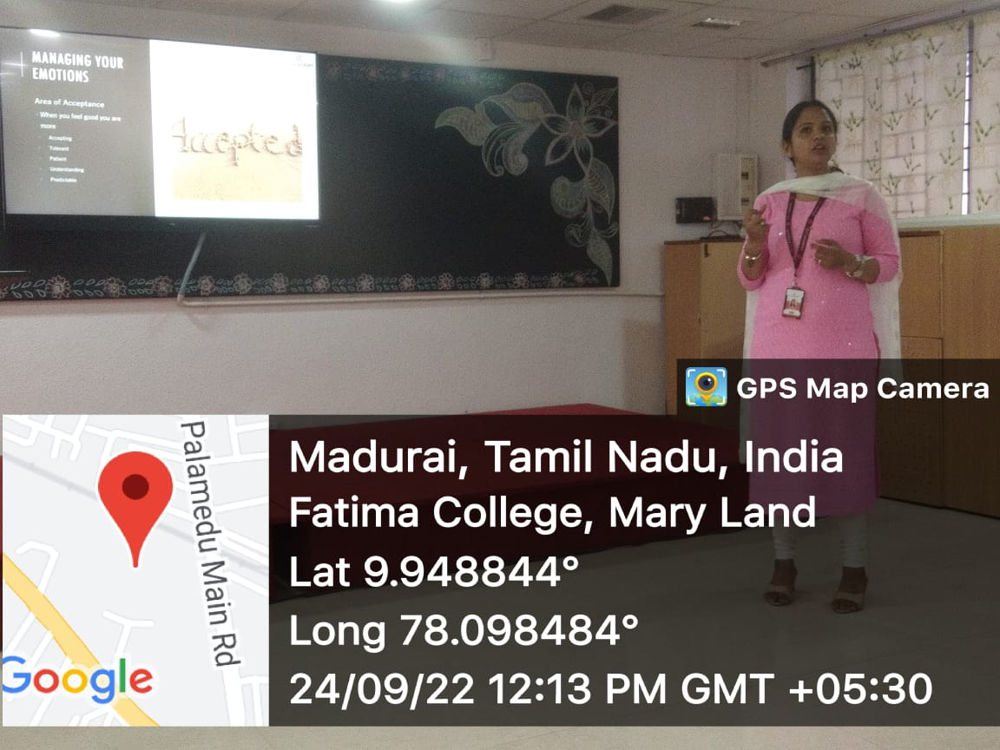 MANAGING YOUR
EMOTIONS
Area of Acceptance
When you feel good you are
more
Accepting
Tolerant
Patient
Understanding
Predictable
Accepted
GPS Map Camera
Palamedu Main Rd
Google
Madurai, Tamil Nadu, India
Fatima College, Mary Land
Lat 9.948844°
Long 78.098484°
24/09/22 12:13 PM GMT +05:30